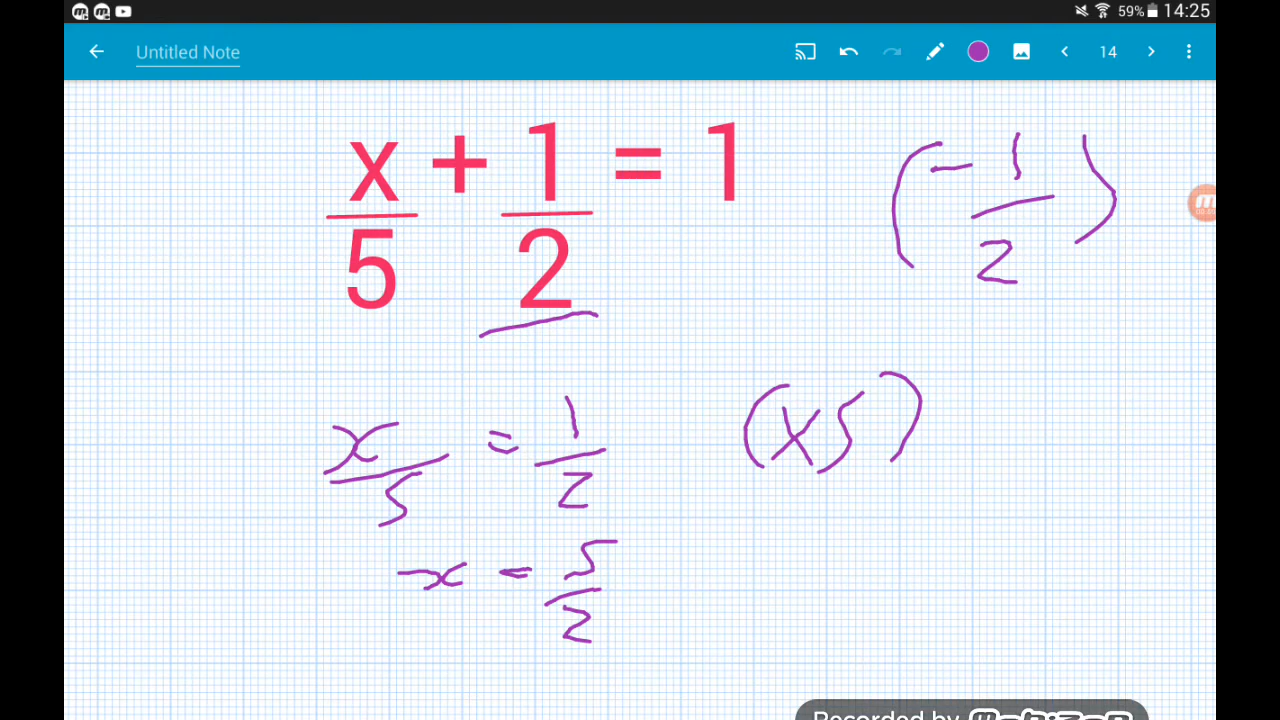 59% 14:25
Untitled Note 14
x/5 + 1/2 = 1
(-1/2)
x/5 = 1/2 (x5)
x = 5/2
Recorded by